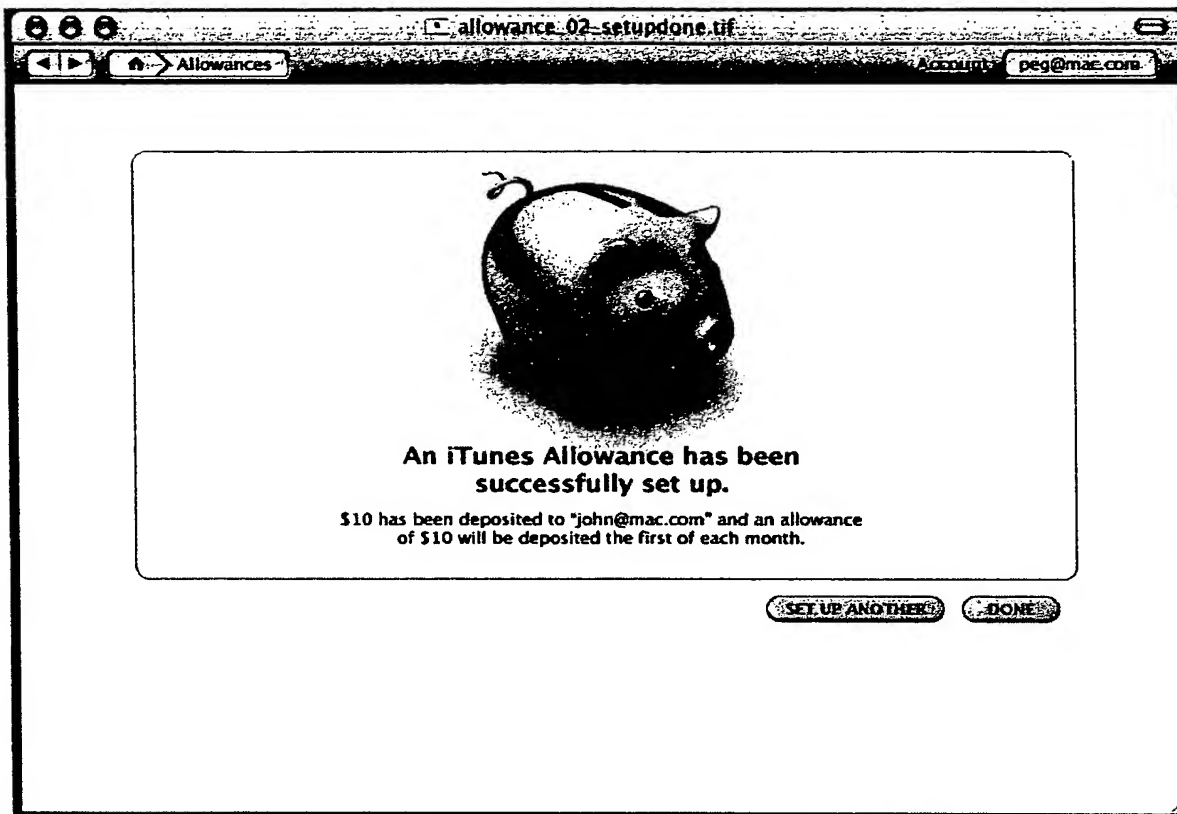 allowance_02_setupdone.tif
Allowances
Account:
peg@mac.com
An iTunes Allowance has been
successfully set up.
$10 has been deposited to "john@mac.com" and an allowance
of $10 will be deposited the first of each month.
SET UP ANOTHER
DONE